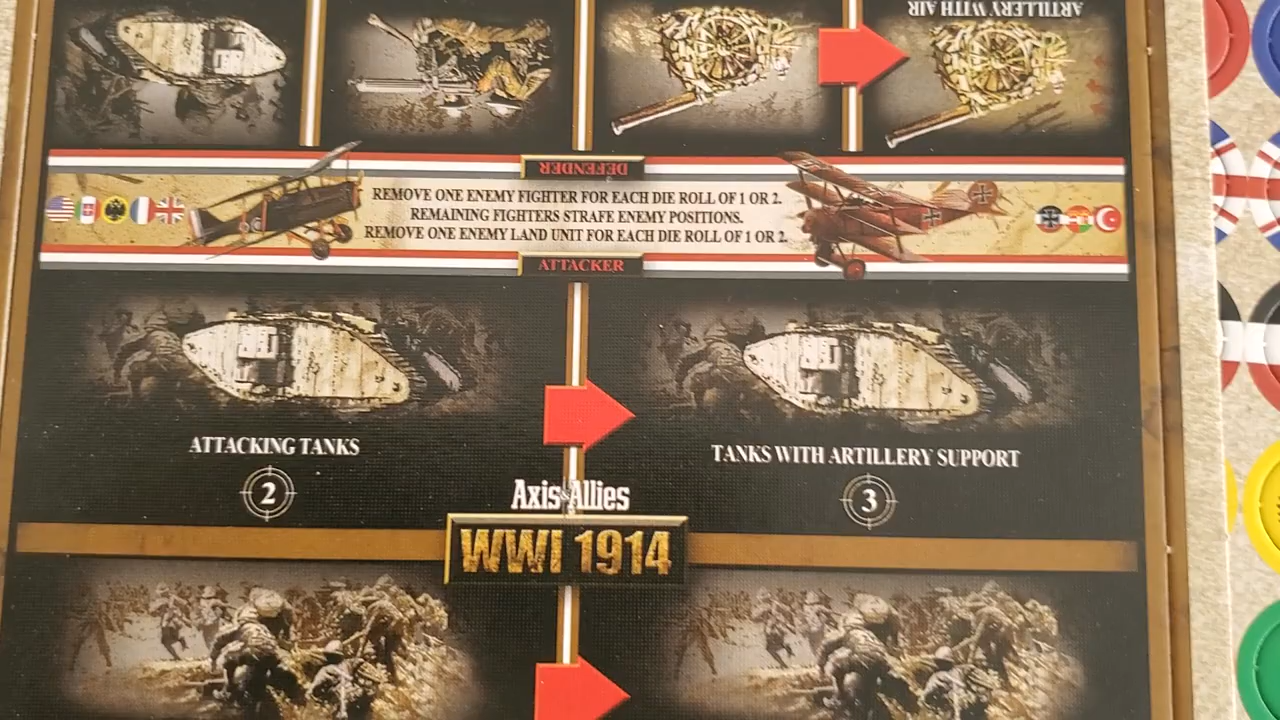 ARTILLERY WITH AIR
DEFENDER
REMOVE ONE ENEMY FIGHTER FOR EACH DIE ROLL OF 1 OR 2.
REMAINING FIGHTERS STRAFE ENEMY POSITIONS.
REMOVE ONE ENEMY LAND UNIT FOR EACH DIE ROLL OF 1 OR 2.
ATTACKER
ATTACKING TANKS
2
TANKS WITH ARTILLERY SUPPORT
3
Axis&Allies
WWI 1914